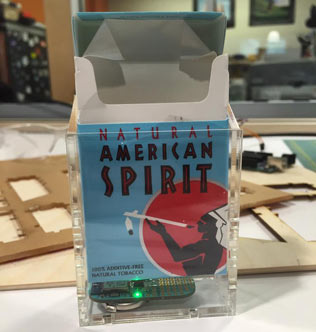 NATURAL
AMERICAN
SPIRIT
100% ADDITIVE-FREE
NATURAL TOBACCO